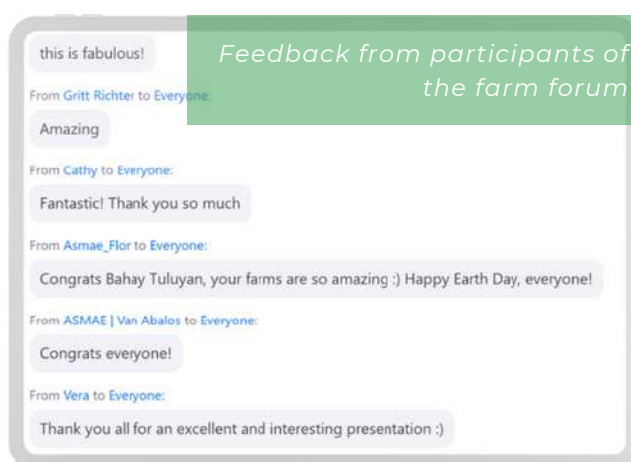 Feedback from participants of
the farm forum
this is fabulous!
From Gritt Richter to Everyone:
Amazing
From Cathy to Everyone:
Fantastic! Thank you so much
From Asmae_Flor to Everyone:
Congrats Bahay Tuluyan, your farms are so amazing :) Happy Earth Day, everyone!
From ASMAE | Van Abalos to Everyone:
Congrats everyone!
From Vera to Everyone:
Thank you all for an excellent and interesting presentation :)